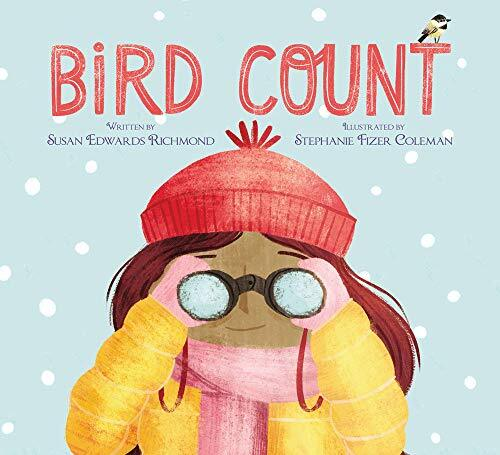 BiRD COUNT
WRITTEN BY
SUSAN EDWARDS RICHMOND
ILLUSTRATED BY
STEPHANIE FIZER COLEMAN